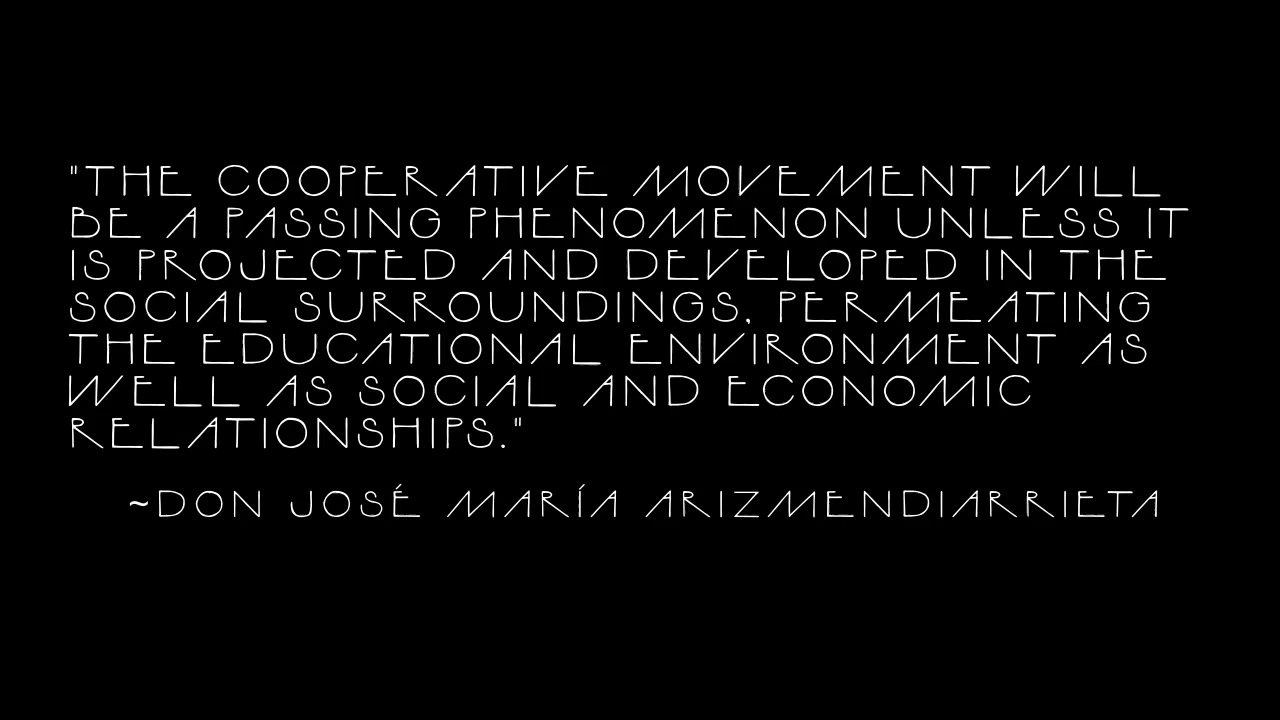 "THE COOPERATIVE MOVEMENT WILL
BE A PASSING PHENOMENON UNLESS IT
IS PROJECTED AND DEVELOPED IN THE
SOCIAL SURROUNDINGS, PERMEATING
THE EDUCATIONAL ENVIRONMENT AS
WELL AS SOCIAL AND ECONOMIC
RELATIONSHIPS."
~DON JOSÉ MARÍA ARIZMENDIARRIETA